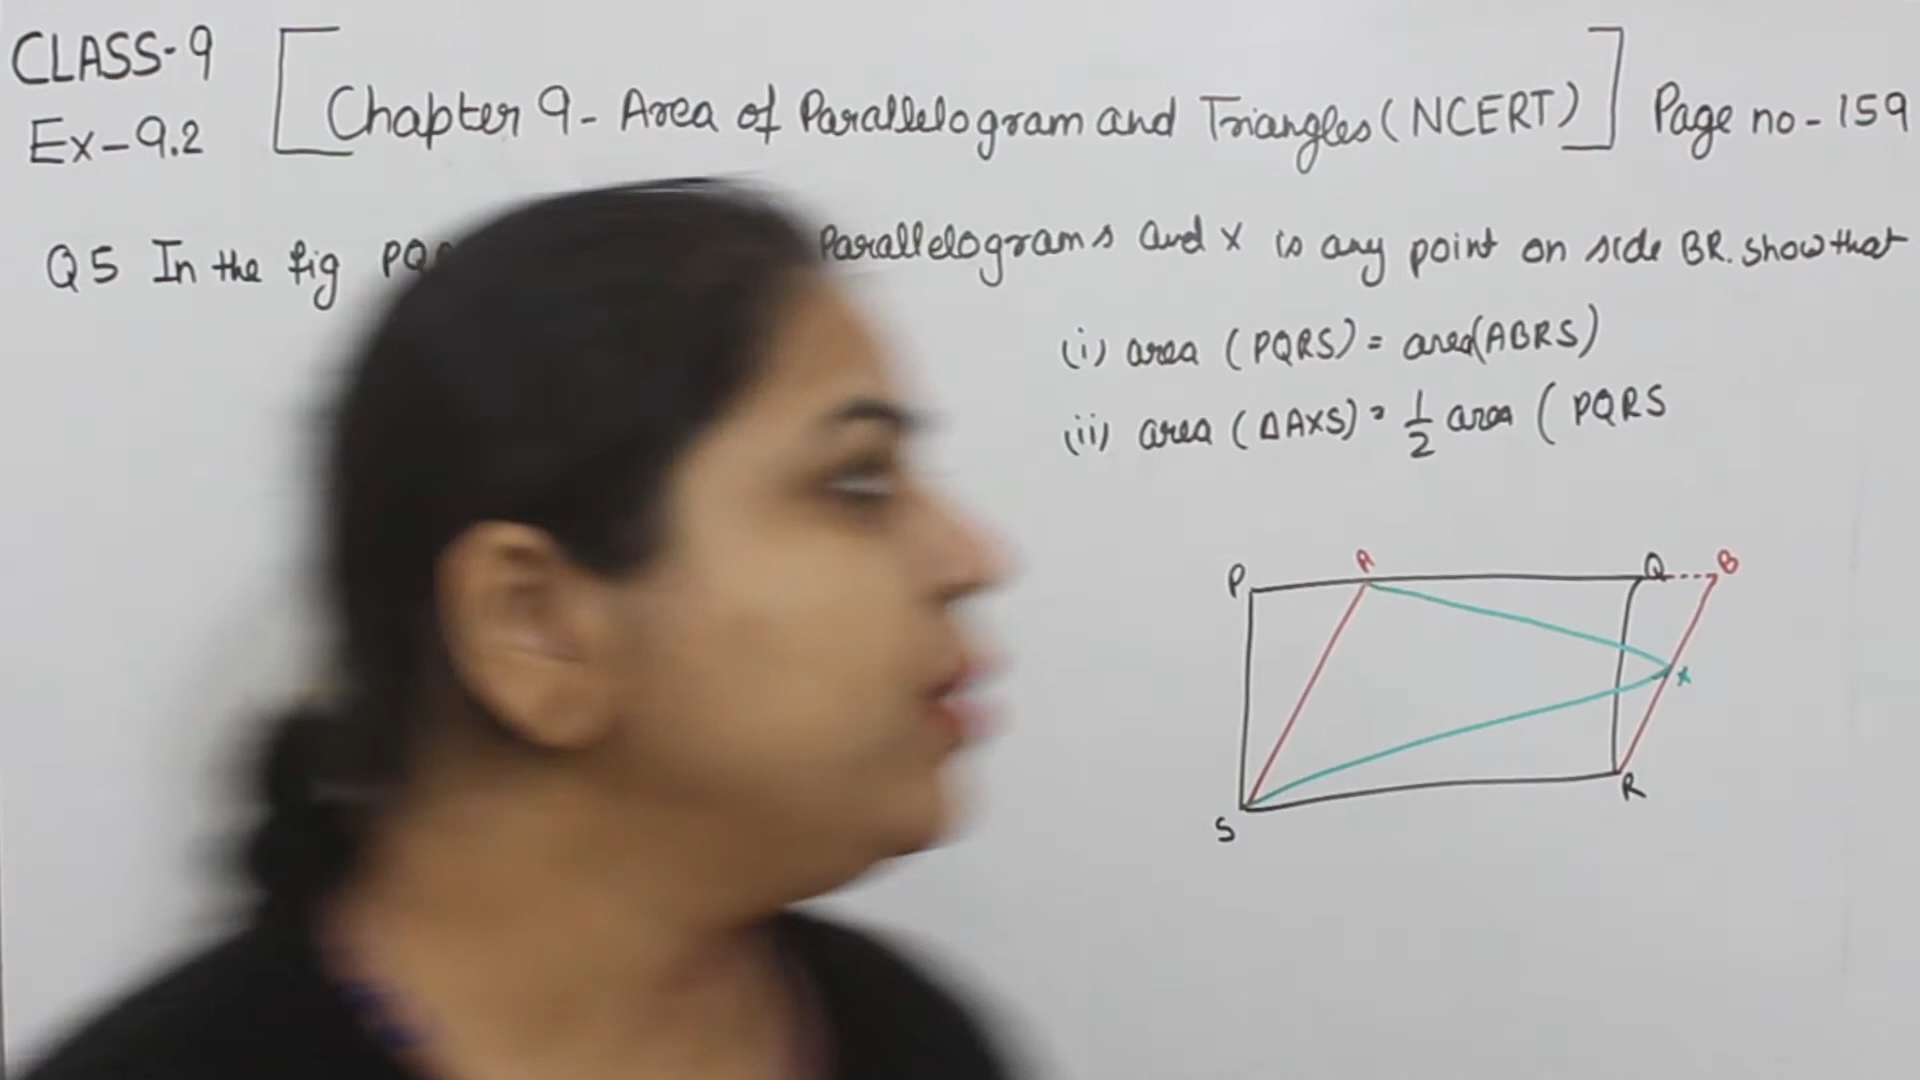 CLASS-9
Ex-9.2
[Chapter 9- Area of Parallelogram and Triangles (NCERT)] Page no-159
Q5 In the fig PQ Parallelograms and x is any point on side BR. show that
(i) area (PQRS) = area(ABRS)
(ii) area (ΔAXS) = 1/2 area ( PQRS
P A Q B
X
R
S